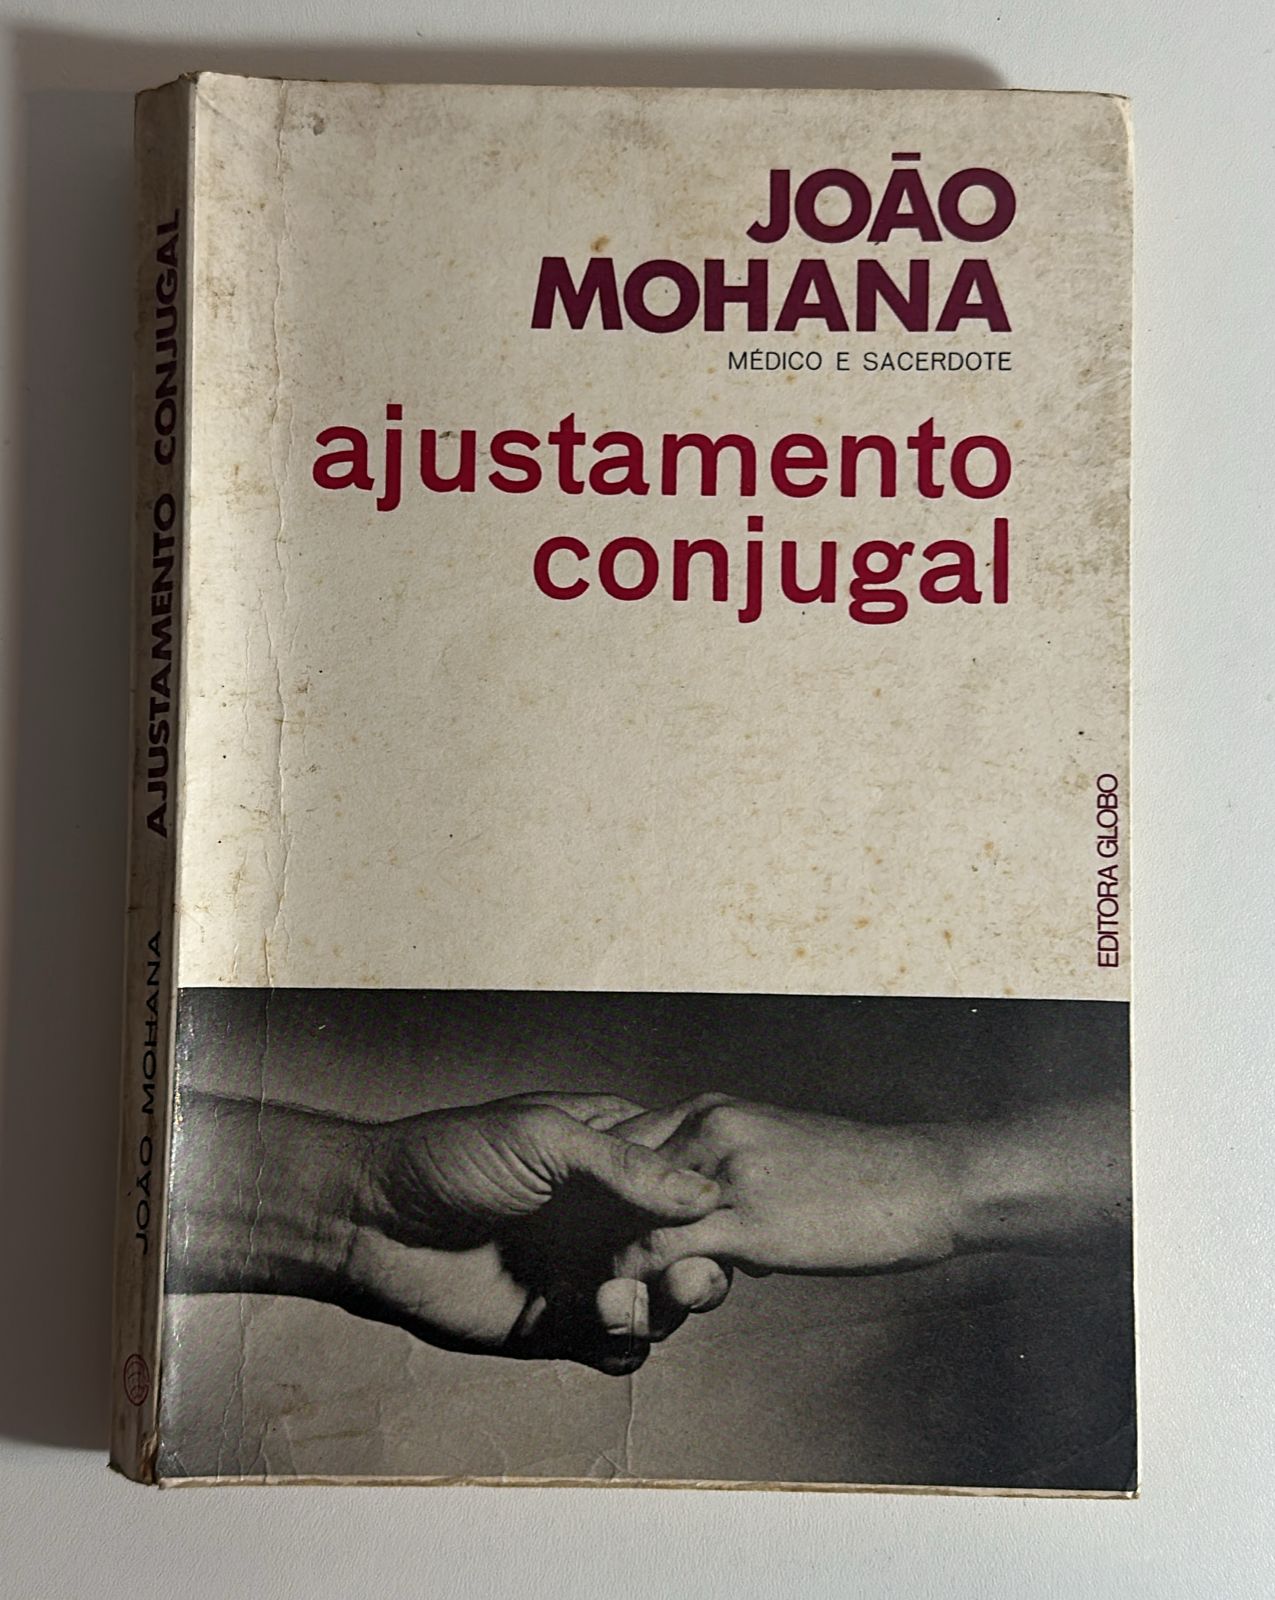 JOÃO
MOHANA
MÉDICO E SACERDOTE
ajustamento
conjugal
EDITORA GLOBO
JOÃO MOHANA AJUSTAMENTO CONJUGAL